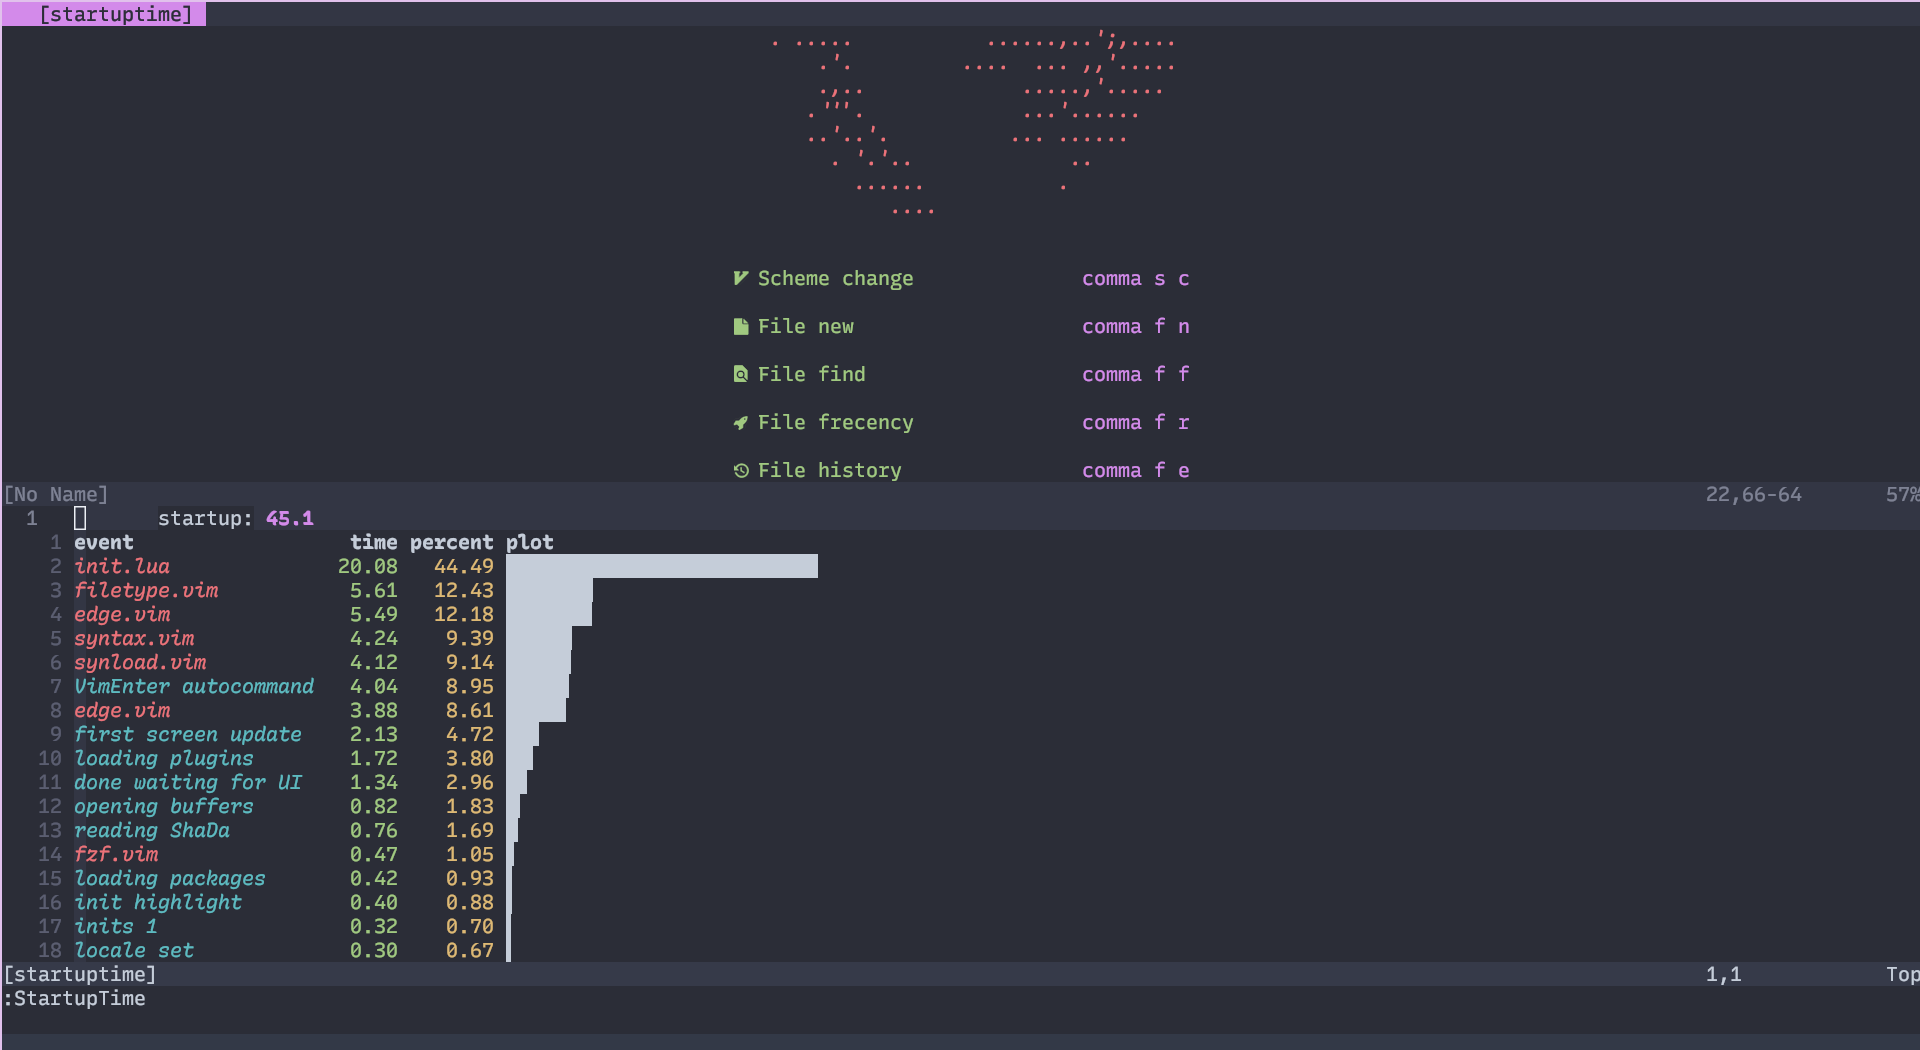 [startuptime]
Scheme change comma s c
File new comma f n
File find comma f f
File frecency comma f r
File history comma f e
[No Name] 22,66-64 57%
1 startup: 45.1
1 event time percent plot
2 init.lua 20.08 44.49
3 filetype.vim 5.61 12.43
4 edge.vim 5.49 12.18
5 syntax.vim 4.24 9.39
6 synload.vim 4.12 9.14
7 VimEnter autocommand 4.04 8.95
8 edge.vim 3.88 8.61
9 first screen update 2.13 4.72
10 loading plugins 1.72 3.80
11 done waiting for UI 1.34 2.96
12 opening buffers 0.82 1.83
13 reading ShaDa 0.76 1.69
14 fzf.vim 0.47 1.05
15 loading packages 0.42 0.93
16 init highlight 0.40 0.88
17 inits 1 0.32 0.70
18 locale set 0.30 0.67
[startuptime] 1,1 Top
:StartupTime